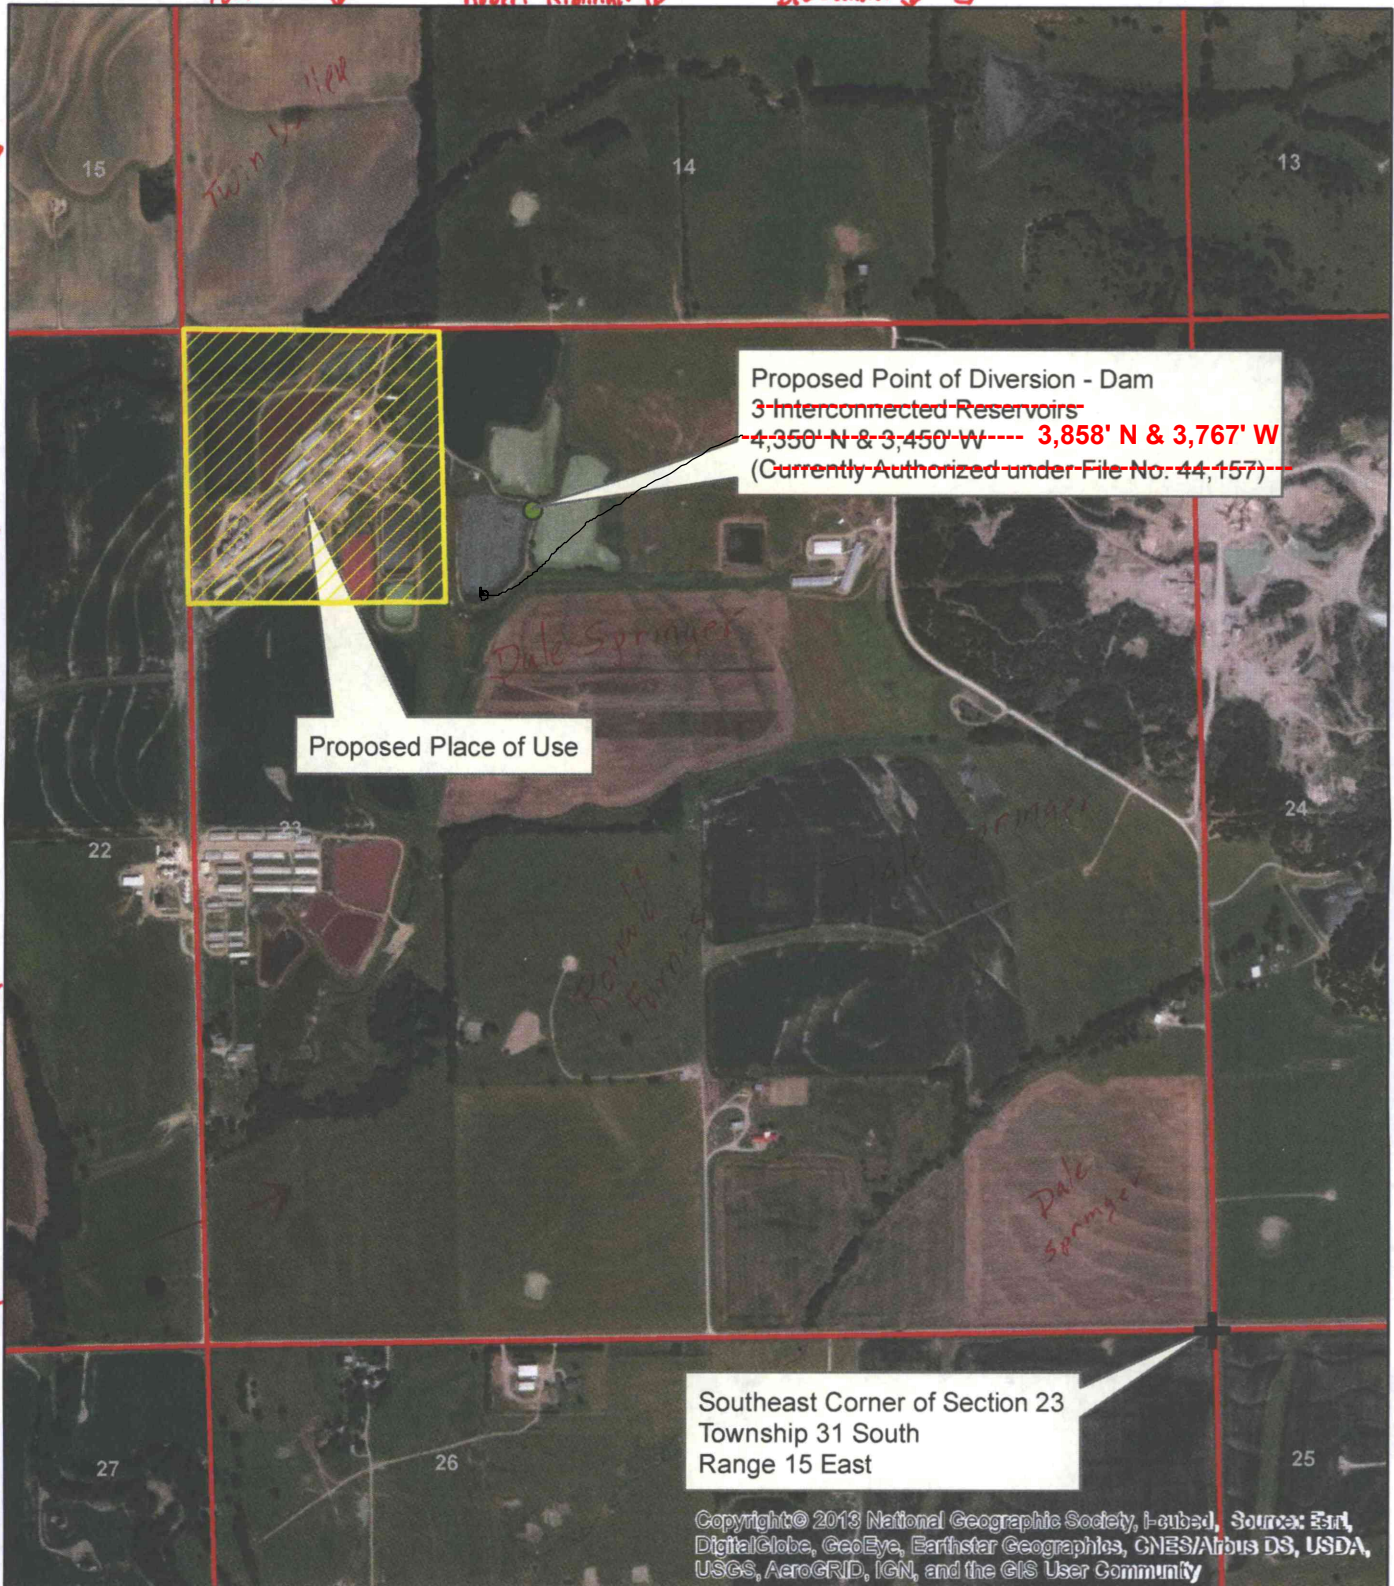 15
14
13
Twin
Proposed Point of Diversion - Dam
3 Interconnected Reservoirs
4,350' N & 3,450' W 3,858' N & 3,767' W
(Currently Authorized under File No. 44,157)
Dale Springer
Proposed Place of Use
Springer
24
23
22
Farms
Dale
Springer
Southeast Corner of Section 23
Township 31 South
Range 15 East
27
26
25
Copyright:© 2013 National Geographic Society, i-cubed, Source: Esri,
DigitalGlobe, GeoEye, Earthstar Geographics, CNES/Airbus DS, USDA,
USGS, AeroGRID, IGN, and the GIS User Community